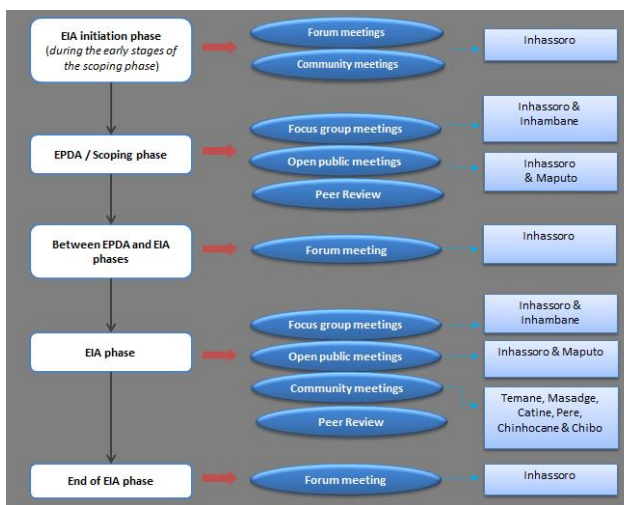 EIA initiation phase
(during the early stages of
the scoping phase)
Forum meetings
Community meetings
Inhassoro
EPDA / Scoping phase
Focus group meetings
Open public meetings
Peer Review
Inhassoro &
Inhambane
Inhassoro
& Maputo
Between EPDA and EIA
phases
Forum meeting
Inhassoro
EIA phase
Focus group meetings
Open public meetings
Community meetings
Peer Review
Inhassoro &
Inhambane
Inhassoro & Maputo
Temane, Masadge,
Catine, Pere,
Chinhocane & Chibo
End of EIA phase
Forum meeting
Inhassoro